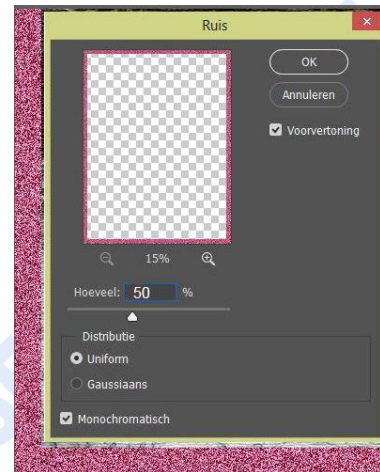 Ruis
OK
Annuleren
Voorvertoning
15%
Hoeveel: 50 %
Distributie
Uniform
Gaussiaans
Monochromatisch